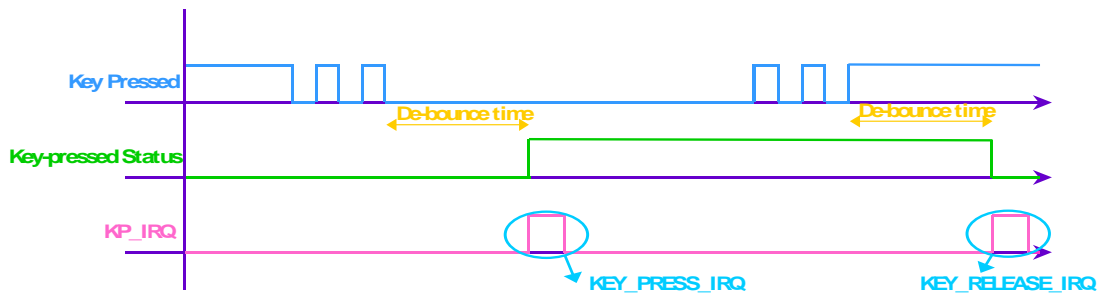 Key Pressed
De-bounce time
De-bounce time
Key-pressed Status
KP_IRQ
KEY_PRESS_IRQ
KEY_RELEASE_IRQ